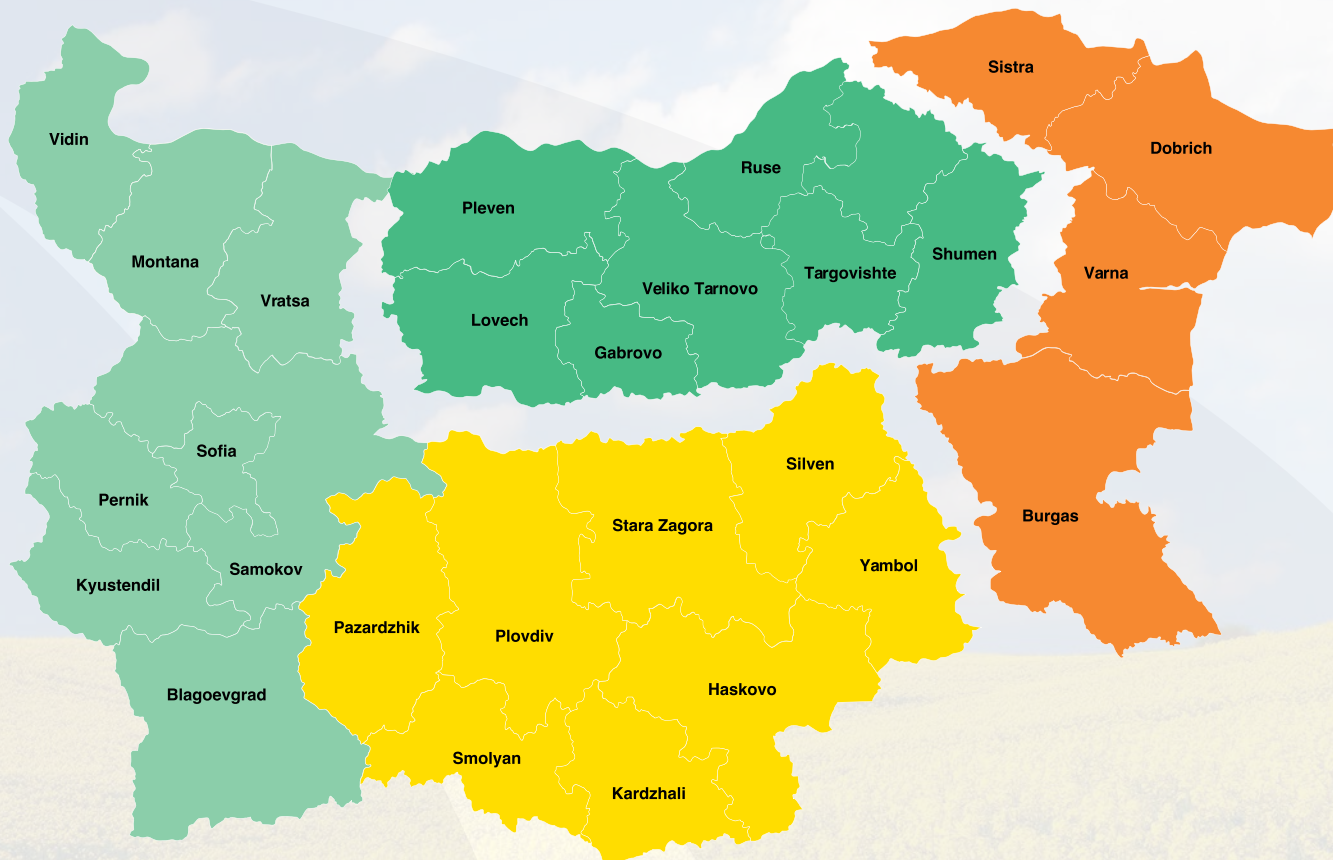 Sistra
Vidin
Dobrich
Ruse
Pleven
Shumen
Montana
Targovishte
Varna
Veliko Tarnovo
Vratsa
Lovech
Gabrovo
Sofia
Silven
Pernik
Burgas
Stara Zagora
Yambol
Samokov
Kyustendil
Pazardzhik
Plovdiv
Haskovo
Blagoevgrad
Smolyan
Kardzhali